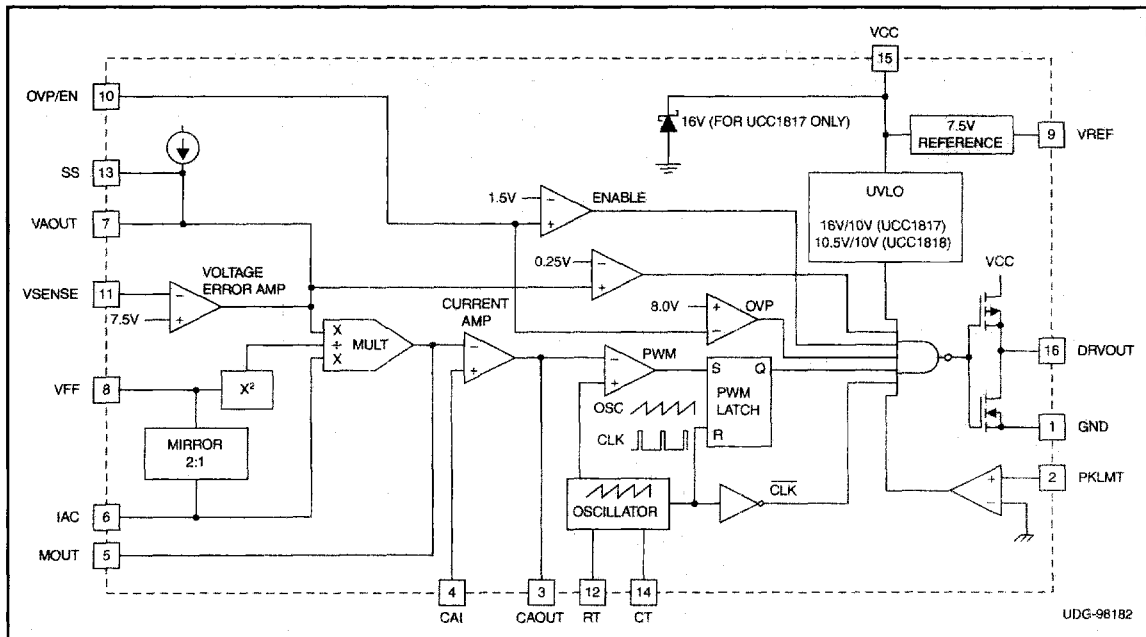 VCC
15
OVP/EN
10
16V (FOR UCC1817 ONLY)
7.5V
REFERENCE
9
VREF
SS
13
UVLO
16V/10V (UCC1817)
10.5V/10V (UCC1818)
1.5V
ENABLE
VAOUT
7
0.25V
VCC
VSENSE
11
VOLTAGE
ERROR AMP
7.5V
CURRENT
AMP
8.0V
OVP
X
÷
X
MULT
PWM
16
DRVOUT
VFF
8
X²
S
Q
PWM
LATCH
R
OSC
CLK
1
GND
MIRROR
2:1
2
PKLMT
IAC
6
OSCILLATOR
CLK
MOUT
5
4
CAI
3
CAOUT
12
RT
14
CT
UDG-98182